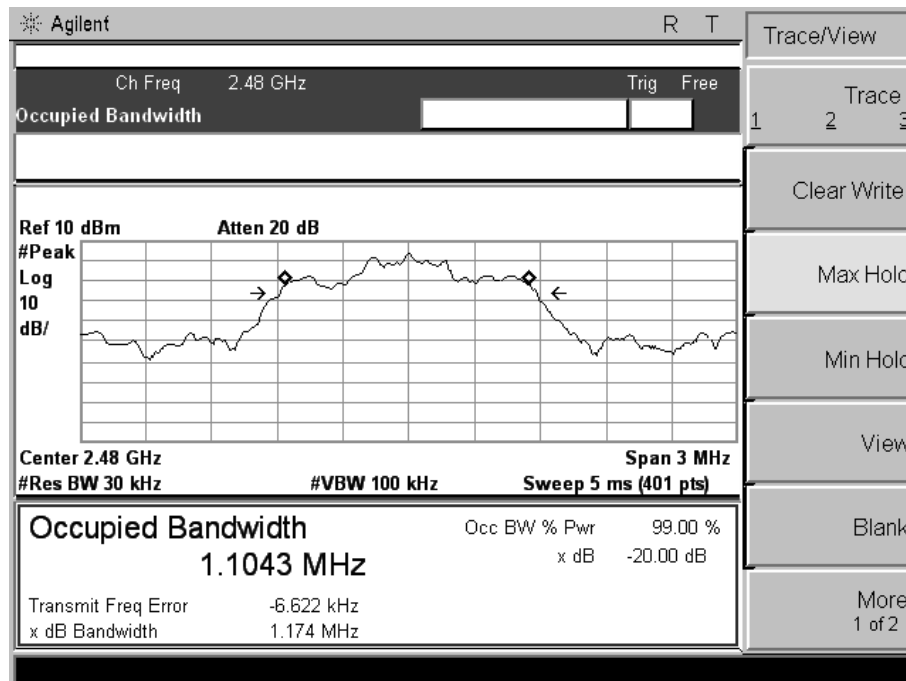 Agilent R T
Ch Freq 2.48 GHz Trig Free
Occupied Bandwidth
Ref 10 dBm Atten 20 dB
#Peak
Log
10
dB/
Center 2.48 GHz Span 3 MHz
#Res BW 30 kHz #VBW 100 kHz Sweep 5 ms (401 pts)
Occupied Bandwidth
1.1043 MHz
Occ BW % Pwr 99.00 %
x dB -20.00 dB
Transmit Freq Error -6.622 kHz
x dB Bandwidth 1.174 MHz
Trace/View
Trace
1 2 3
Clear Write
Max Hold
Min Hold
View
Blank
More
1 of 2